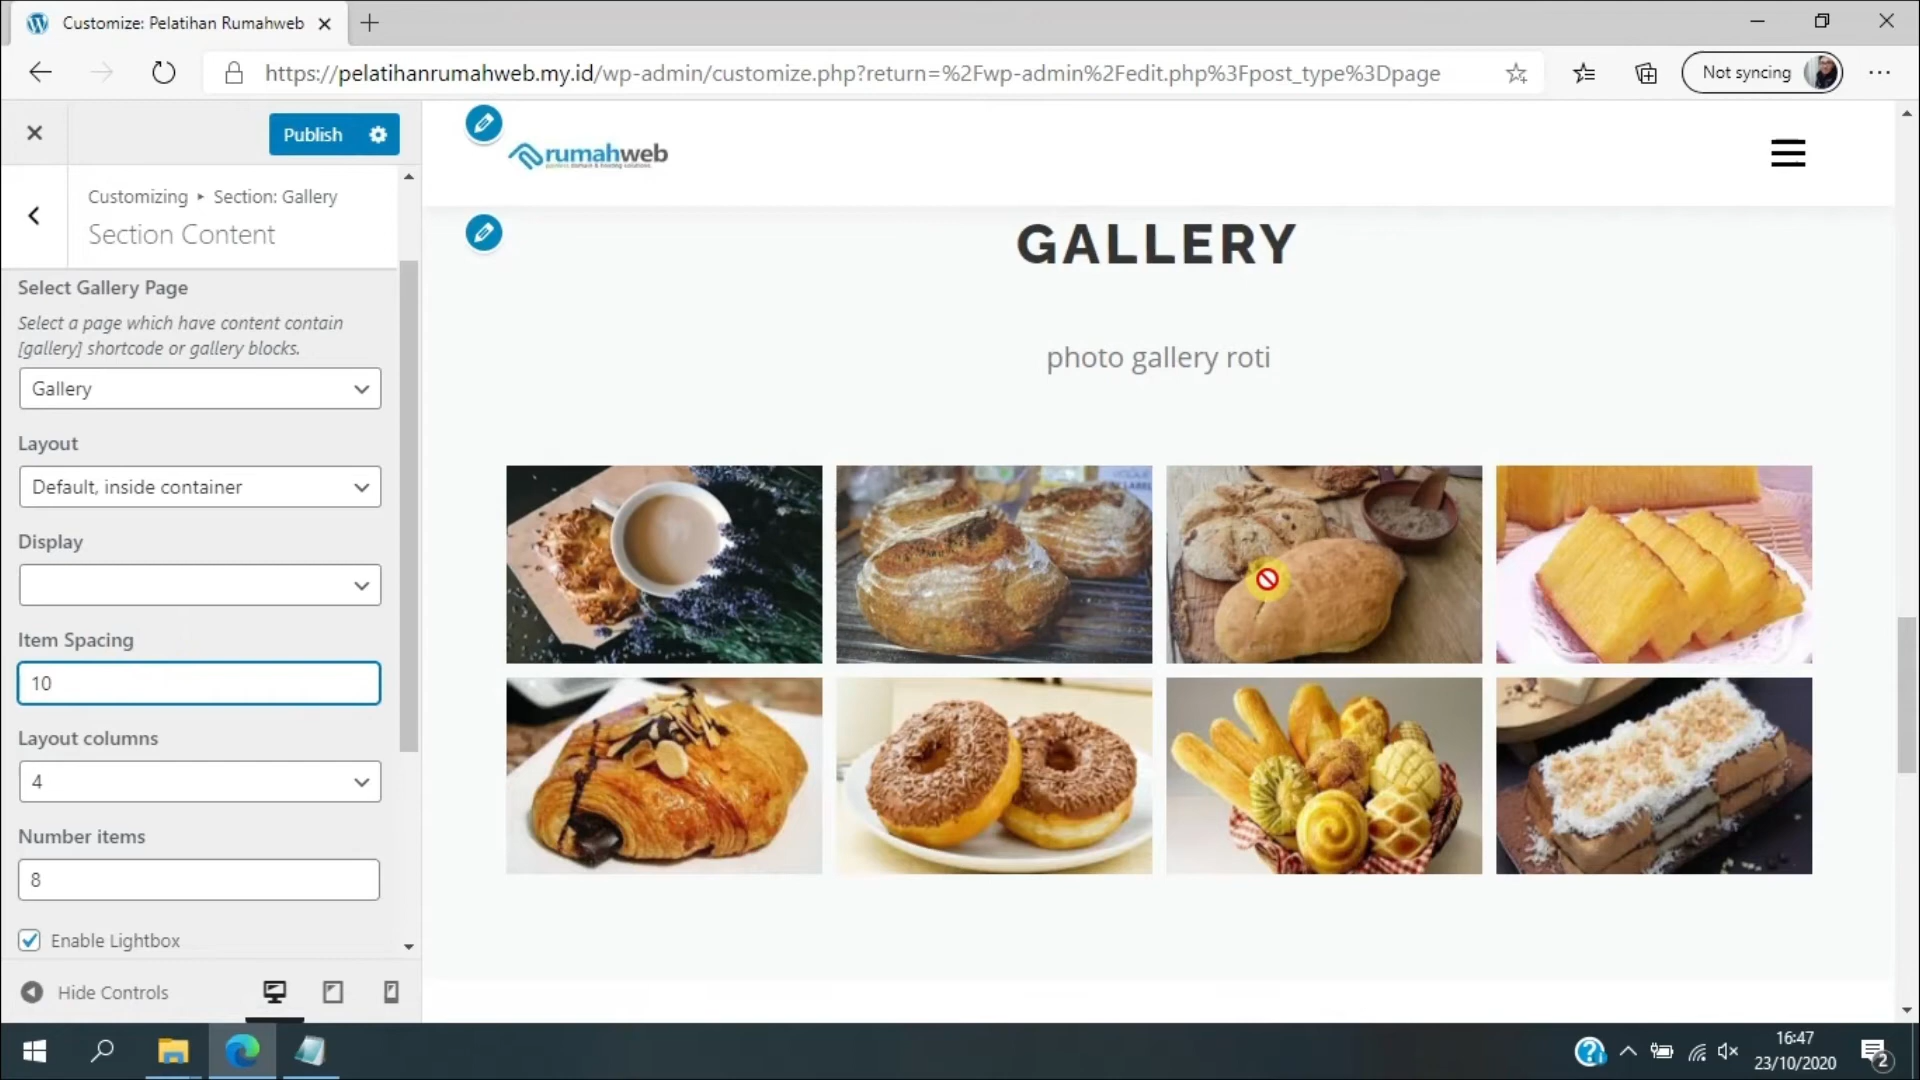 Customize: Pelatihan Rumahweb
https://pelatihanrumahweb.my.id/wp-admin/customize.php?return=%2Fwp-admin%2Fedit.php%3Fpost_type%3Dpage
Not syncing
Publish
Customizing ▸ Section: Gallery
Section Content
Select Gallery Page
Select a page which have content contain
[gallery] shortcode or gallery blocks.
Gallery
Layout
Default, inside container
Display
Item Spacing
10
Layout columns
4
Number items
8
Enable Lightbox
Hide Controls
rumahweb
GALLERY
photo gallery roti
16:47
23/10/2020
2